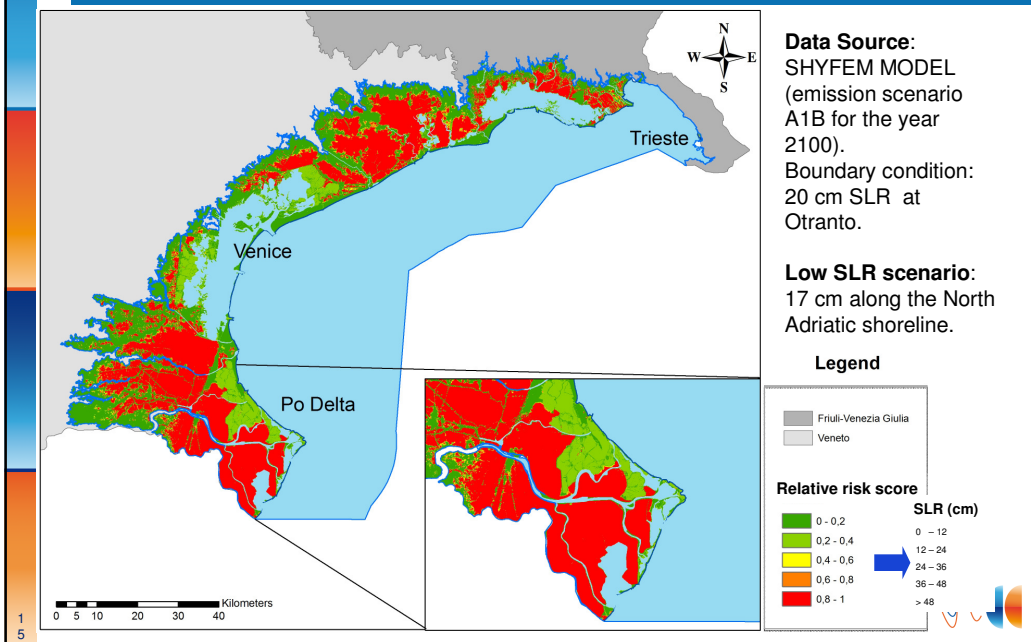 N
W E
S
Trieste
Venice
Po Delta
Kilometers
0 5 10 20 30 40
Data Source:
SHYFEM MODEL
(emission scenario
A1B for the year
2100).
Boundary condition:
20 cm SLR at
Otranto.
Low SLR scenario:
17 cm along the North
Adriatic shoreline.
Legend
Friuli-Venezia Giulia
Veneto
Relative risk score
0 - 0,2
0,2 - 0,4
0,4 - 0,6
0,6 - 0,8
0,8 - 1
SLR (cm)
0 – 12
12 – 24
24 – 36
36 – 48
> 48
1
5